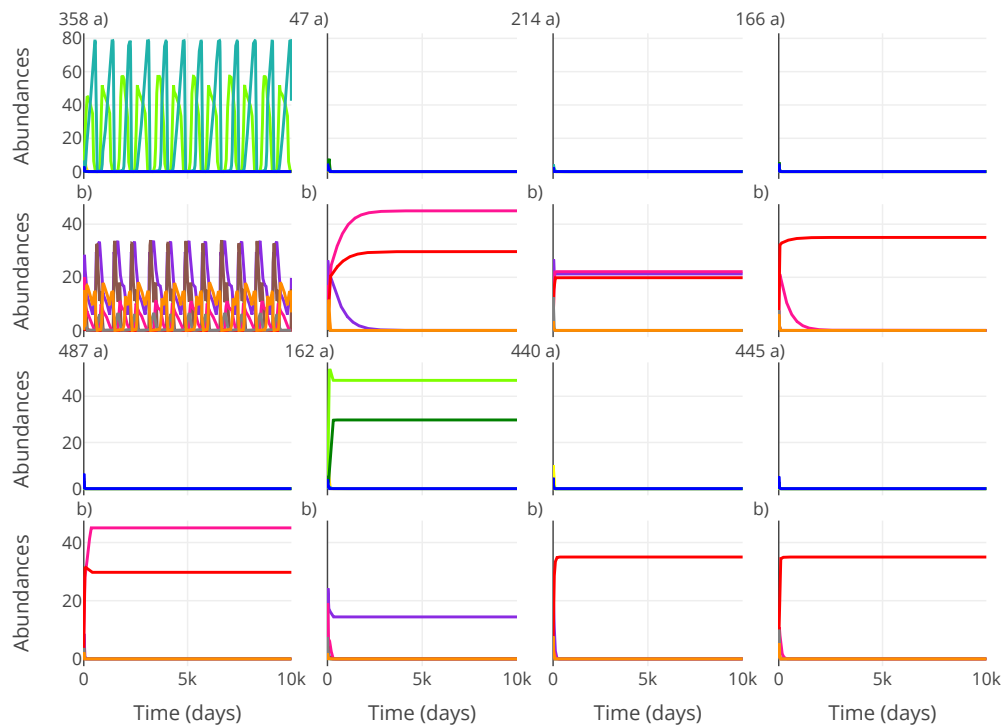 358 a) 47 a) 214 a) 166 a)
80
60
40
20
0
Abundances
b) b) b) b)
40
20
0
487 a) 162 a) 440 a) 445 a)
40
20
0
Abundances
b) b) b) b)
40
20
0
Abundances
0 5k 10k 0 5k 10k 0 5k 10k 0 5k 10k
Time (days) Time (days) Time (days) Time (days)